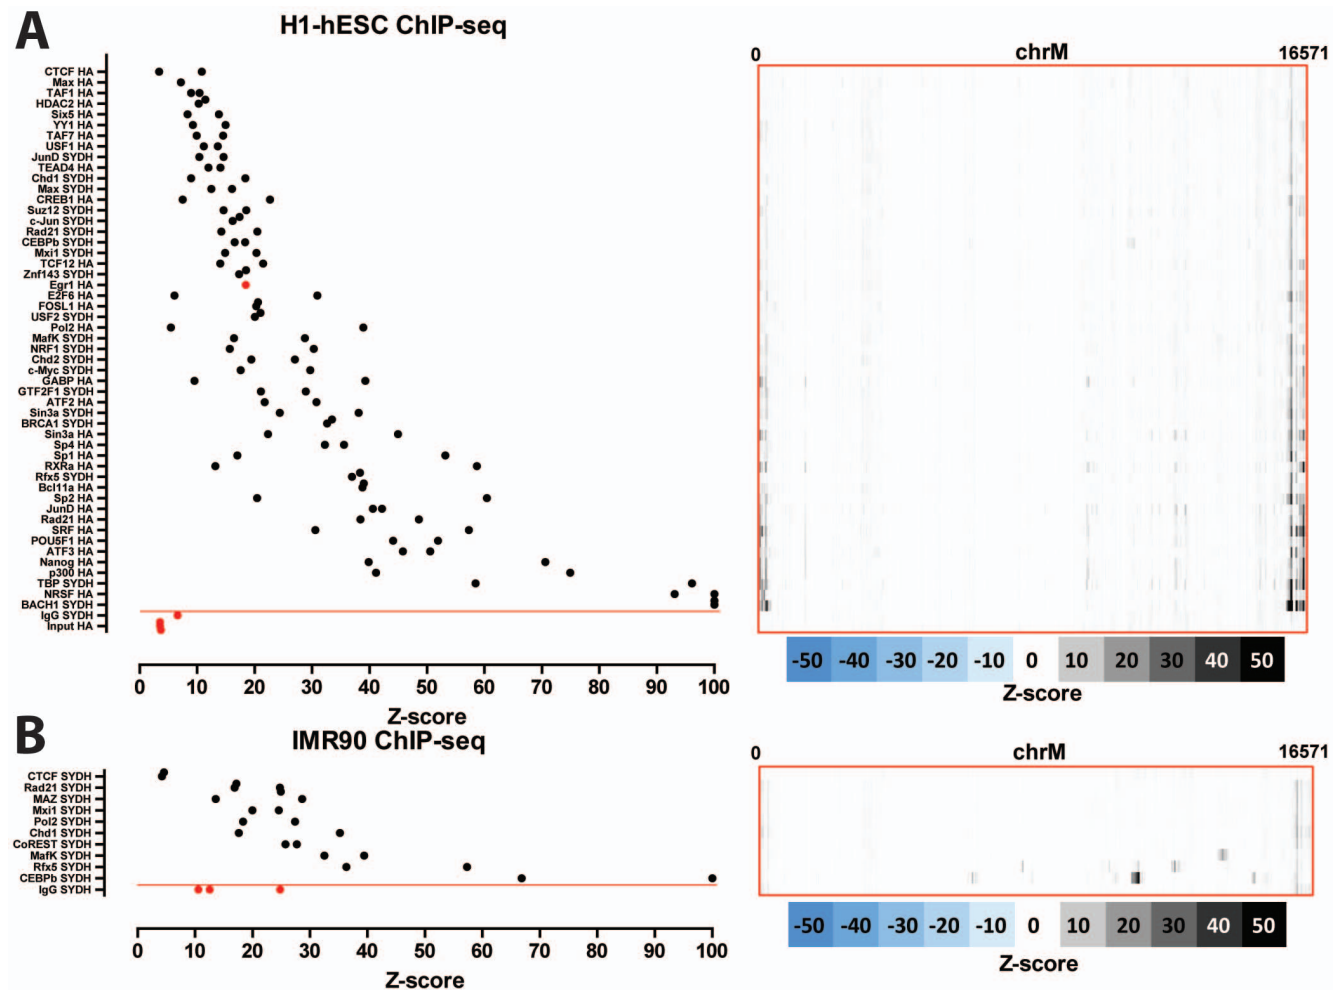 A
H1-hESC ChIP-seq
CTCF HA
Max HA
TAF1 HA
HDAC2 HA
Six5 HA
YY1 HA
TAF7 HA
USF1 HA
JunD SYDH
TEAD4 HA
Chd1 SYDH
Max SYDH
CREB1 HA
Suz12 SYDH
c-Jun SYDH
Rad21 SYDH
CEBPb SYDH
Mxi1 SYDH
TCF12 HA
Znf143 SYDH
Egr1 HA
E2F6 HA
FOSL1 HA
USF2 SYDH
Pol2 HA
MafK SYDH
NRF1 SYDH
Chd2 SYDH
c-Myc SYDH
GABP HA
GTF2F1 SYDH
ATF2 HA
Sin3a SYDH
BRCA1 SYDH
Sin3a HA
Sp4 HA
Sp1 HA
RXRa HA
Rfx5 SYDH
Bcl11a HA
Sp2 HA
JunD HA
Rad21 HA
SRF HA
POU5F1 HA
ATF3 HA
Nanog HA
p300 HA
TBP SYDH
NRSF HA
BACH1 SYDH
IgG SYDH
Input HA
0 10 20 30 40 50 60 70 80 90 100
Z-score
0 chrM 16571
-50 -40 -30 -20 -10 0 10 20 30 40 50
Z-score
B
IMR90 ChIP-seq
CTCF SYDH
Rad21 SYDH
MAZ SYDH
Mxi1 SYDH
Pol2 SYDH
Chd1 SYDH
CoREST SYDH
MafK SYDH
Rfx5 SYDH
CEBPb SYDH
IgG SYDH
0 10 20 30 40 50 60 70 80 90 100
Z-score
0 chrM 16571
-50 -40 -30 -20 -10 0 10 20 30 40 50
Z-score